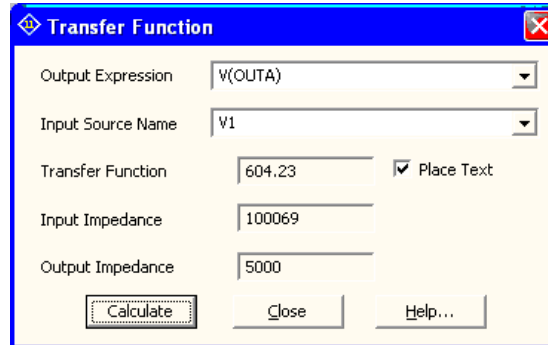 Transfer Function
Output Expression V(OUTA)
Input Source Name V1
Transfer Function 604.23 Place Text
Input Impedance 100069
Output Impedance 5000
Calculate Close Help...